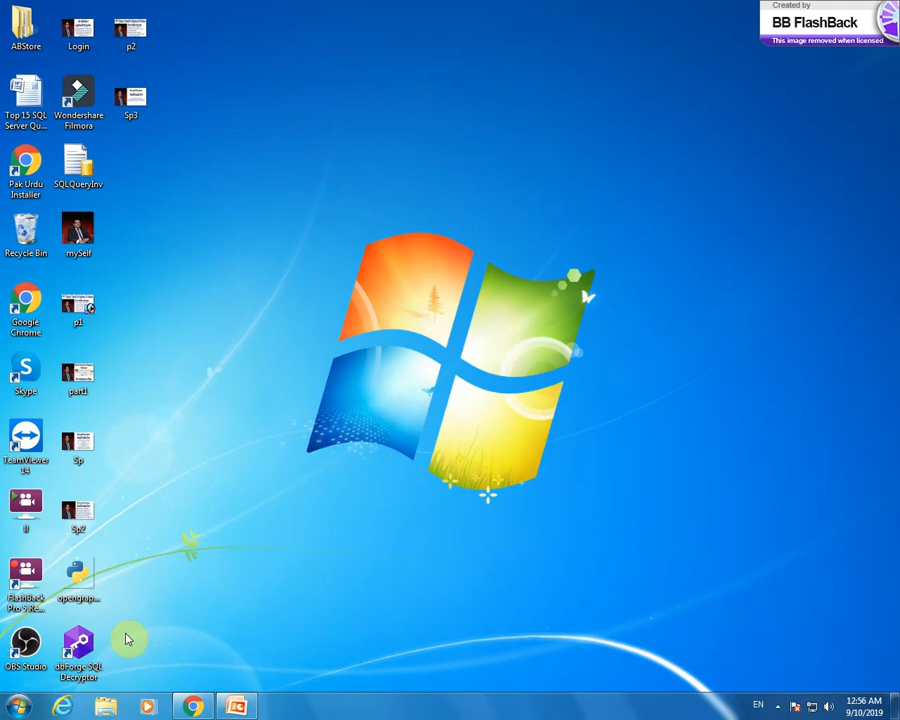 Created by
BB FlashBack
This image removed when licensed
ABStore
Login
p2
Top 15 SQL
Server Qu...
Wondershare
Filmora
Sp3
Pak Urdu
Installer
SQLQueryInv
Recycle Bin
mySelf
Google
Chrome
p1
Skype
part1
TeamViewer
14
Sp
II
Sp2
FlashBack
Pro 5 Re...
opengrap...
OBS Studio
dbForge SQL
Decryptor
EN
12:56 AM
9/10/2019